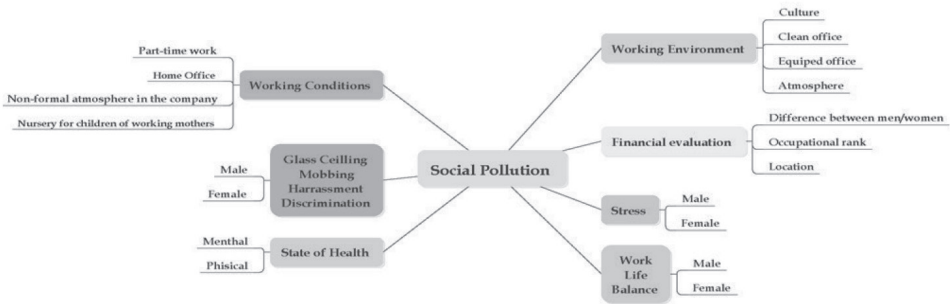 Social Pollution
Working Conditions
Part-time work
Home Office
Non-formal atmosphere in the company
Nursery for children of working mothers
Glass Ceilling
Mobbing
Harrassment
Discrimination
Male
Female
State of Health
Menthal
Phisical
Working Environment
Culture
Clean office
Equiped office
Atmosphere
Financial evaluation
Difference between men/women
Occupational rank
Location
Stress
Male
Female
Work
Life
Balance
Male
Female